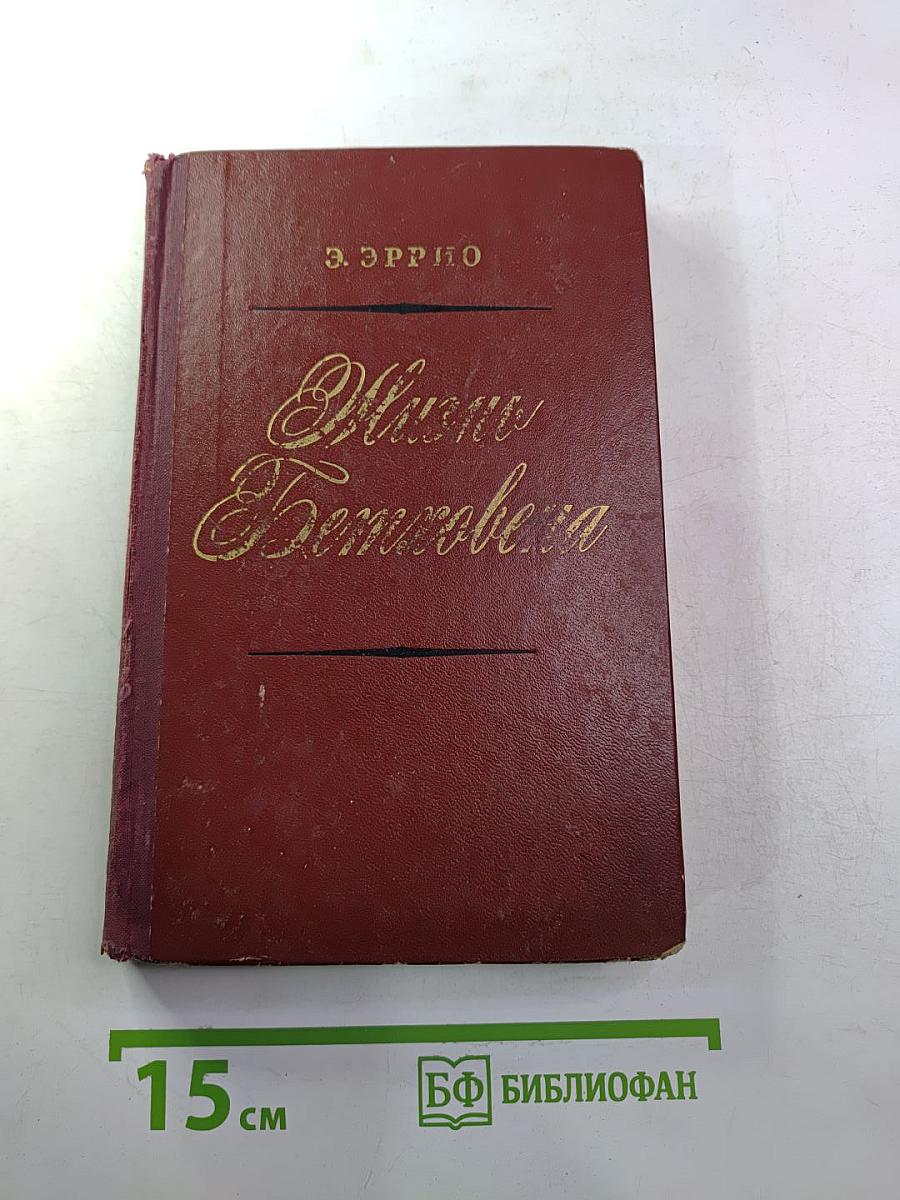 Э. ЭРРИО
Жизнь
Бетховена
15 см
БФ БИБЛИОФАН